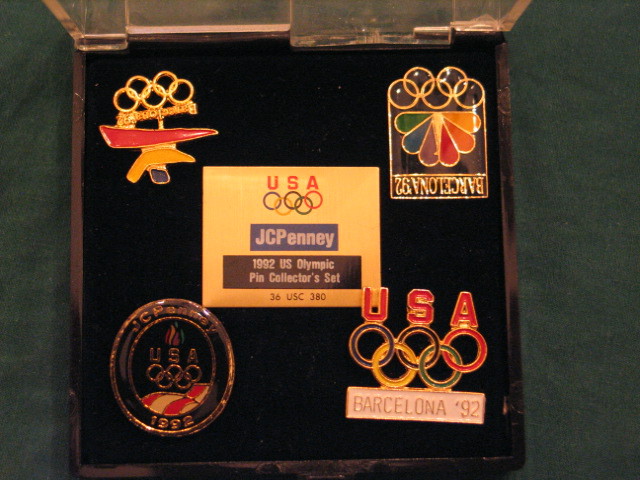 BARCELONA'92
USA
JCPenney
1992 US Olympic
Pin Collector's Set
36 USC 380
JCPenney
USA
1992
USA
BARCELONA '92